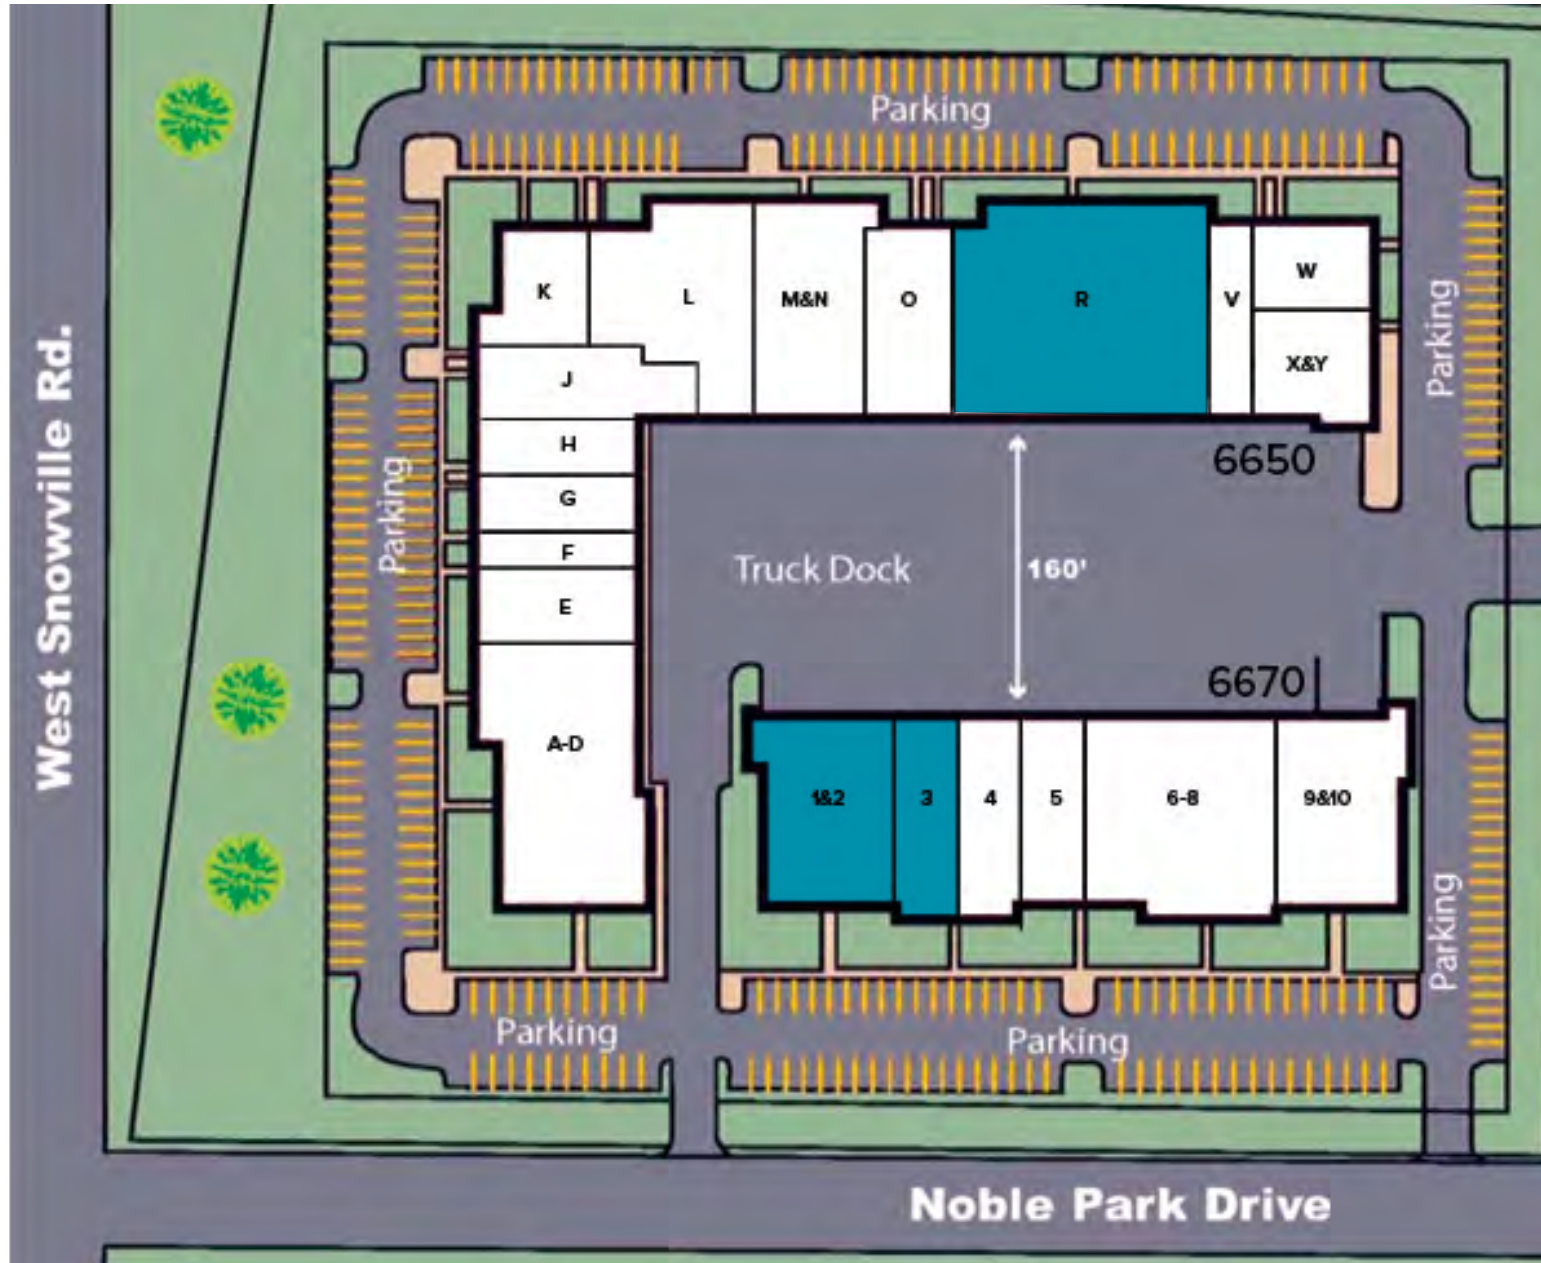 Parking
K
L
M&N
O
R
V
W
X&Y
J
H
G
F
E
A-D
Parking
Parking
6650
Truck Dock
160'
6670
1&2
3
4
5
6-8
9&10
Parking
Parking
Parking
West Snowville Rd.
Noble Park Drive